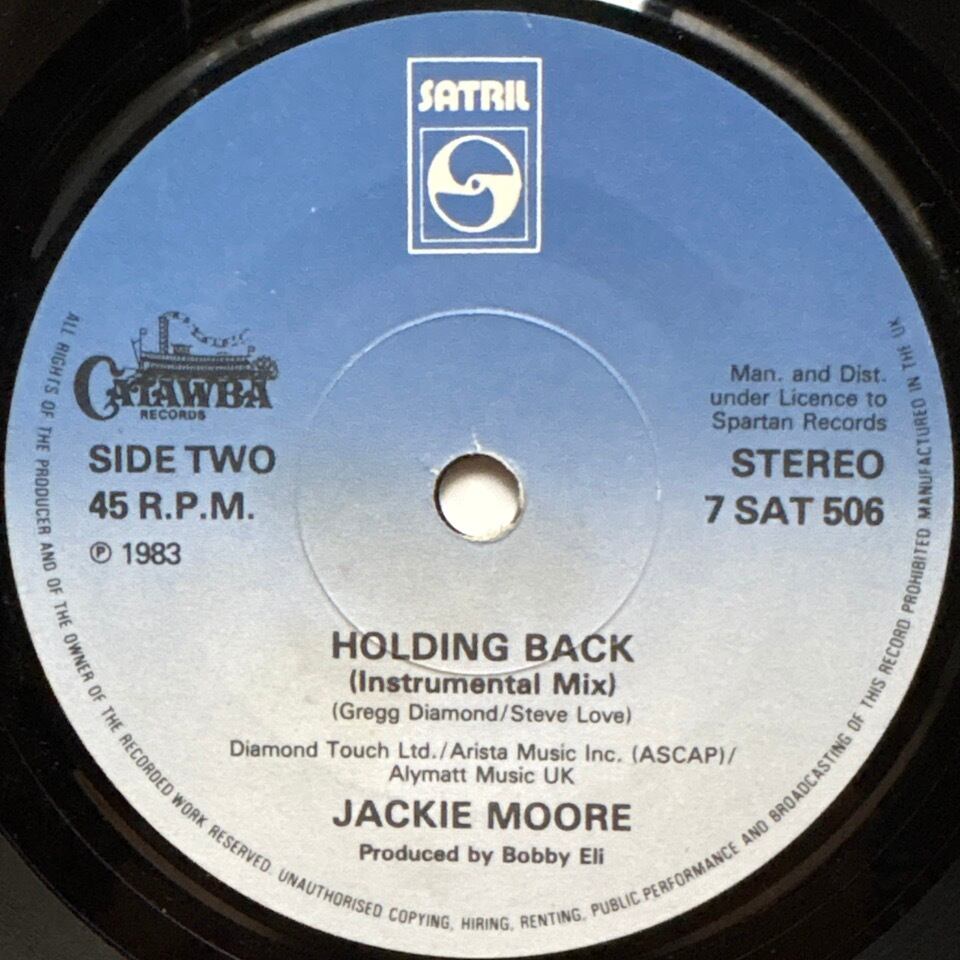 SATRIL
CATAWBA
RECORDS
SIDE TWO
45 R.P.M.
℗ 1983
Man. and Dist.
under Licence to
Spartan Records
STEREO
7 SAT 506
HOLDING BACK
(Instrumental Mix)
(Gregg Diamond/Steve Love)
Diamond Touch Ltd./Arista Music Inc. (ASCAP)/
Alymatt Music UK
JACKIE MOORE
Produced by Bobby Eli
ALL RIGHTS OF THE PRODUCER AND OF THE OWNER OF THE RECORDED WORK RESERVED. UNAUTHORISED COPYING, HIRING, RENTING, PUBLIC PERFORMANCE AND BROADCASTING OF THIS RECORD PROHIBITED MANUFACTURED IN THE UK